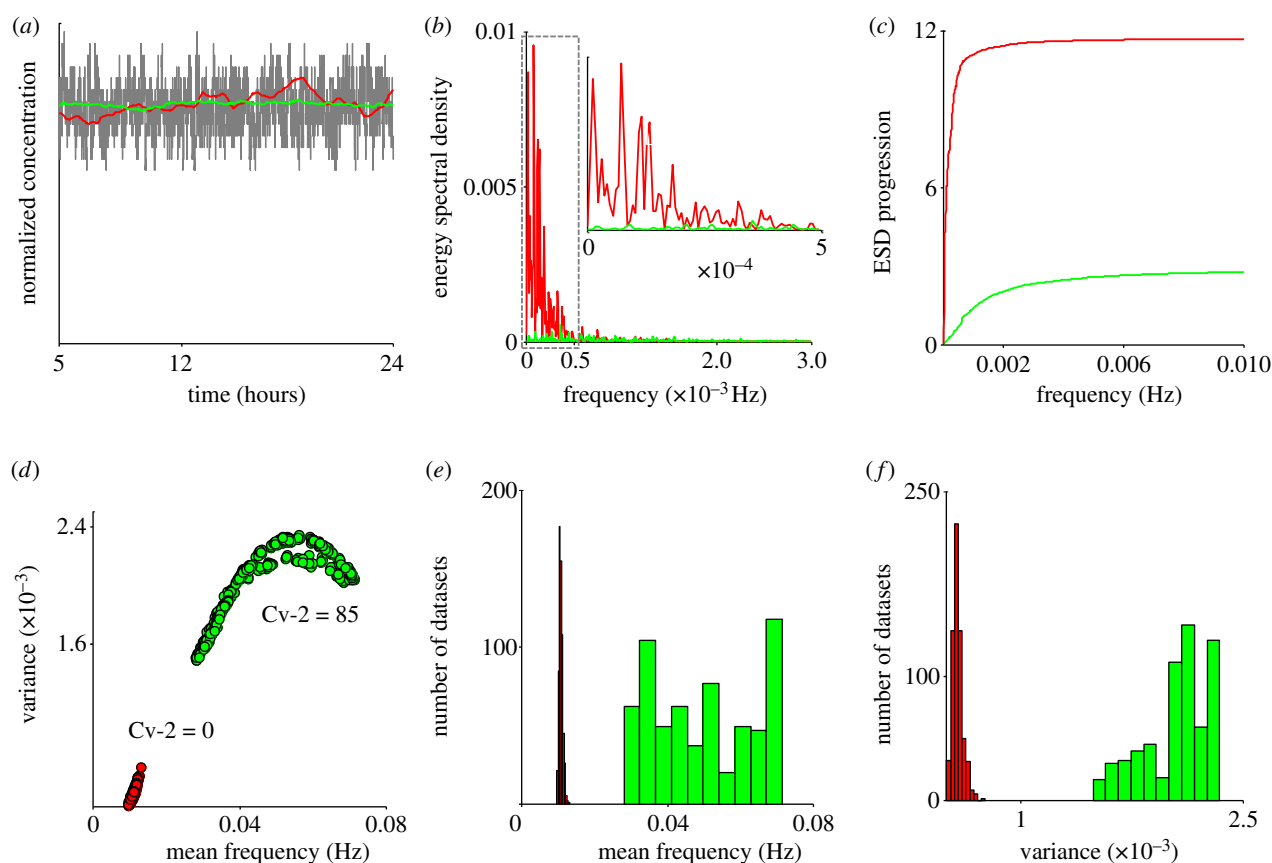 (a)
normalized concentration
5
12
24
time (hours)
(b)
0.01
0.005
0
energy spectral density
0
0.5
2.0
3.0
frequency (×10–3 Hz)
0
5
×10–4
(c)
12
6
0
ESD progression
0.002
0.006
0.010
frequency (Hz)
(d)
2.4
1.6
variance (×10–3)
Cv-2 = 85
Cv-2 = 0
0
0.04
0.08
mean frequency (Hz)
(e)
200
100
0
number of datasets
0.04
0.08
mean frequency (Hz)
(f)
250
100
0
number of datasets
1
2.5
variance (×10–3)